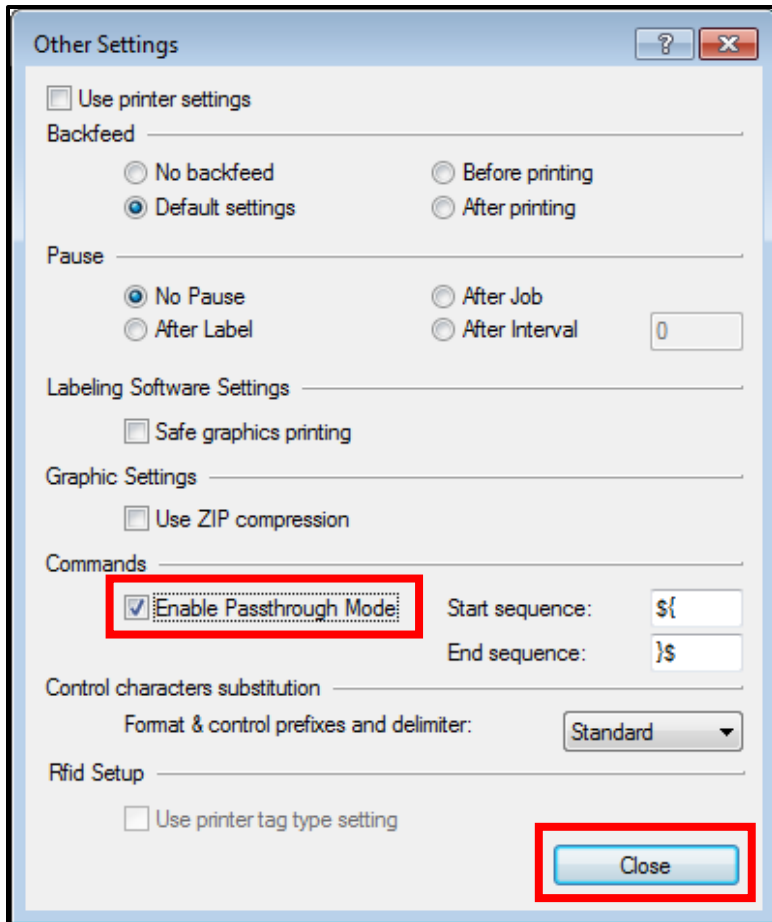 Other Settings
Use printer settings
Backfeed
No backfeed Before printing
Default settings After printing
Pause
No Pause After Job
After Label After Interval 0
Labeling Software Settings
Safe graphics printing
Graphic Settings
Use ZIP compression
Commands
Enable Passthrough Mode Start sequence: ${
End sequence: }$
Control characters substitution
Format & control prefixes and delimiter: Standard
Rfid Setup
Use printer tag type setting
Close